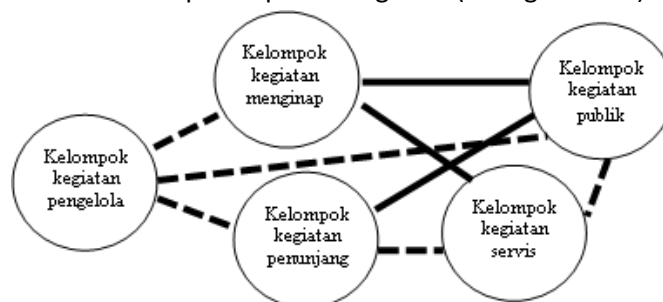 Kelompok
kegiatan
menginap
Kelompok
kegiatan
publik
Kelompok
kegiatan
pengelola
Kelompok
kegiatan
penunjang
Kelompok
kegiatan
servis